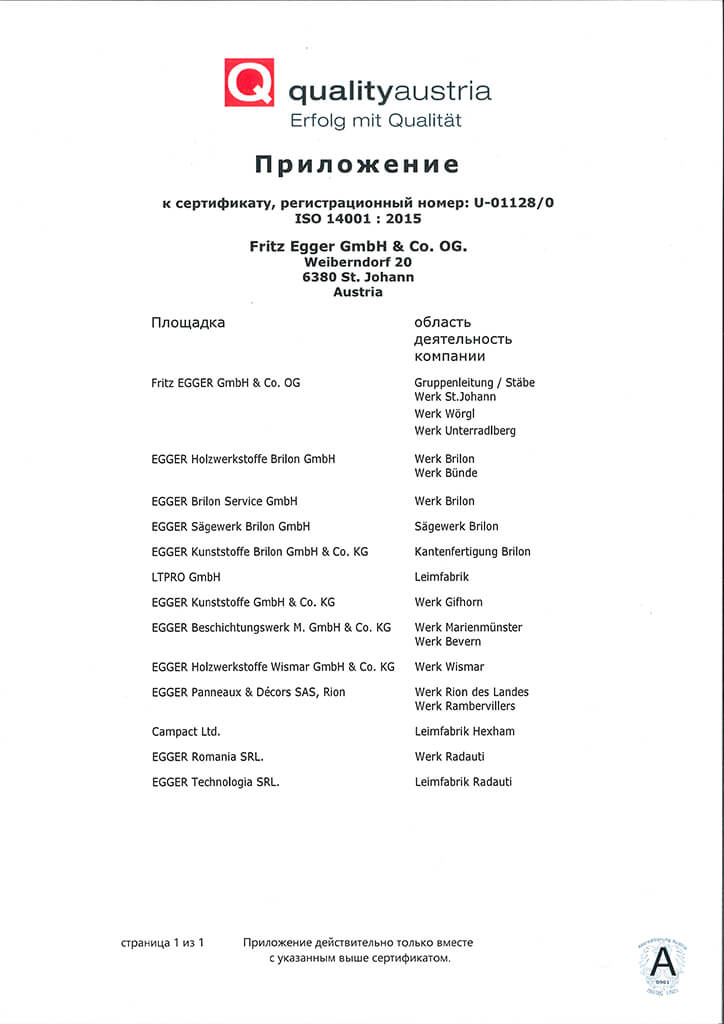 Q qualityaustria
Erfolg mit Qualität
Приложение
к сертификату, регистрационный номер: U-01128/0
ISO 14001 : 2015
Fritz Egger GmbH & Co. OG.
Weiberndorf 20
6380 St. Johann
Austria
Площадка область
деятельность
компании
Fritz EGGER GmbH & Co. OG Gruppenleitung / Stäbe
Werk St.Johann
Werk Wörgl
Werk Unterradlberg
EGGER Holzwerkstoffe Brilon GmbH Werk Brilon
Werk Bünde
EGGER Brilon Service GmbH Werk Brilon
EGGER Sägewerk Brilon GmbH Sägewerk Brilon
EGGER Kunststoffe Brilon GmbH & Co. KG Kantenfertigung Brilon
LTPRO GmbH Leimfabrik
EGGER Kunststoffe GmbH & Co. KG Werk Gifhorn
EGGER Beschichtungswerk M. GmbH & Co. KG Werk Marienmünster
Werk Bevern
EGGER Holzwerkstoffe Wismar GmbH & Co. KG Werk Wismar
EGGER Panneaux & Décors SAS, Rion Werk Rion des Landes
Werk Rambervillers
Campact Ltd. Leimfabrik Hexham
EGGER Romania SRL. Werk Radauti
EGGER Technologia SRL. Leimfabrik Radauti
страница 1 из 1 Приложение действительно только вместе
с указанным выше сертификатом.
A
0961